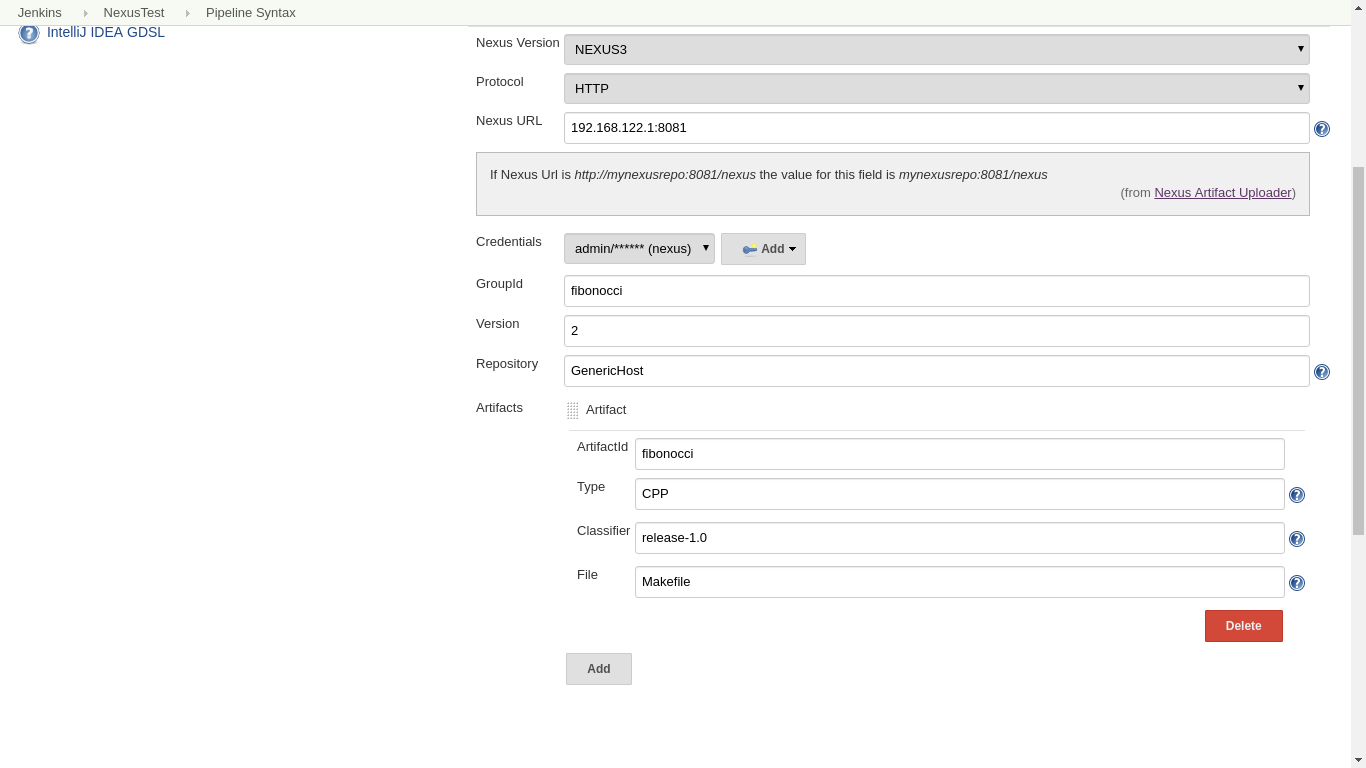 Jenkins NexusTest Pipeline Syntax
IntelliJ IDEA GDSL
Nexus Version NEXUS3
Protocol HTTP
Nexus URL 192.168.122.1:8081
If Nexus Url is http://mynexusrepo:8081/nexus the value for this field is mynexusrepo:8081/nexus
(from Nexus Artifact Uploader)
Credentials admin/****** (nexus) Add
GroupId fibonocci
Version 2
Repository GenericHost
Artifacts Artifact
ArtifactId fibonocci
Type CPP
Classifier release-1.0
File Makefile
Delete
Add